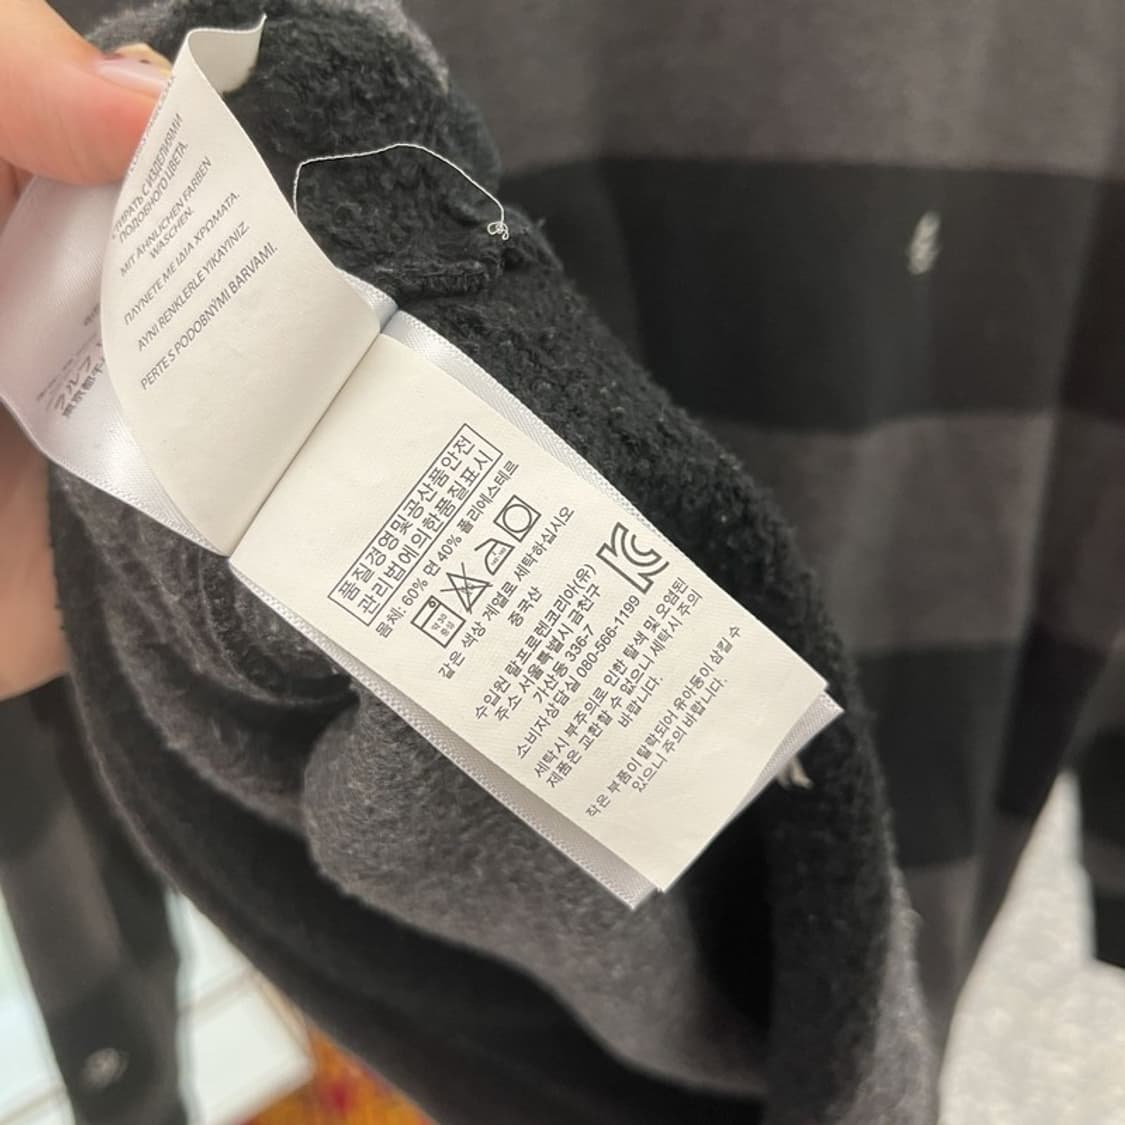 СТИРАТЬ С ИЗДЕЛИЯМИ
ПОДОБНОГО ЦВЕТА.
MIT ÄHNLICHEN FARBEN
WASCHEN.
ΠΛΥΝΕΤΕ ΜΕ ΙΔΙΑ ΧΡΩΜΑΤΑ.
AYNI RENKLERLE YIKAYINIZ.
PERTE S PODOBNÝMI BARVAMI.
품질경영및공산품안전
관리법에의한품질표시
몸체: 60% 면 40% 폴리에스테르
같은 색상 계열로 세탁하십시오
중국산
수입원 랄프로렌코리아(유)
주소 서울특별시 금천구
가산동 336-7
소비자상담실 080-566-1199
세탁시 부주의로 인한 탈색 및 오염된
제품은 교환할 수 없으니 세탁시 주의
바랍니다.
작은 부품이 탈락되어 유아동이 삼킬 수
있으니 주의 바랍니다.